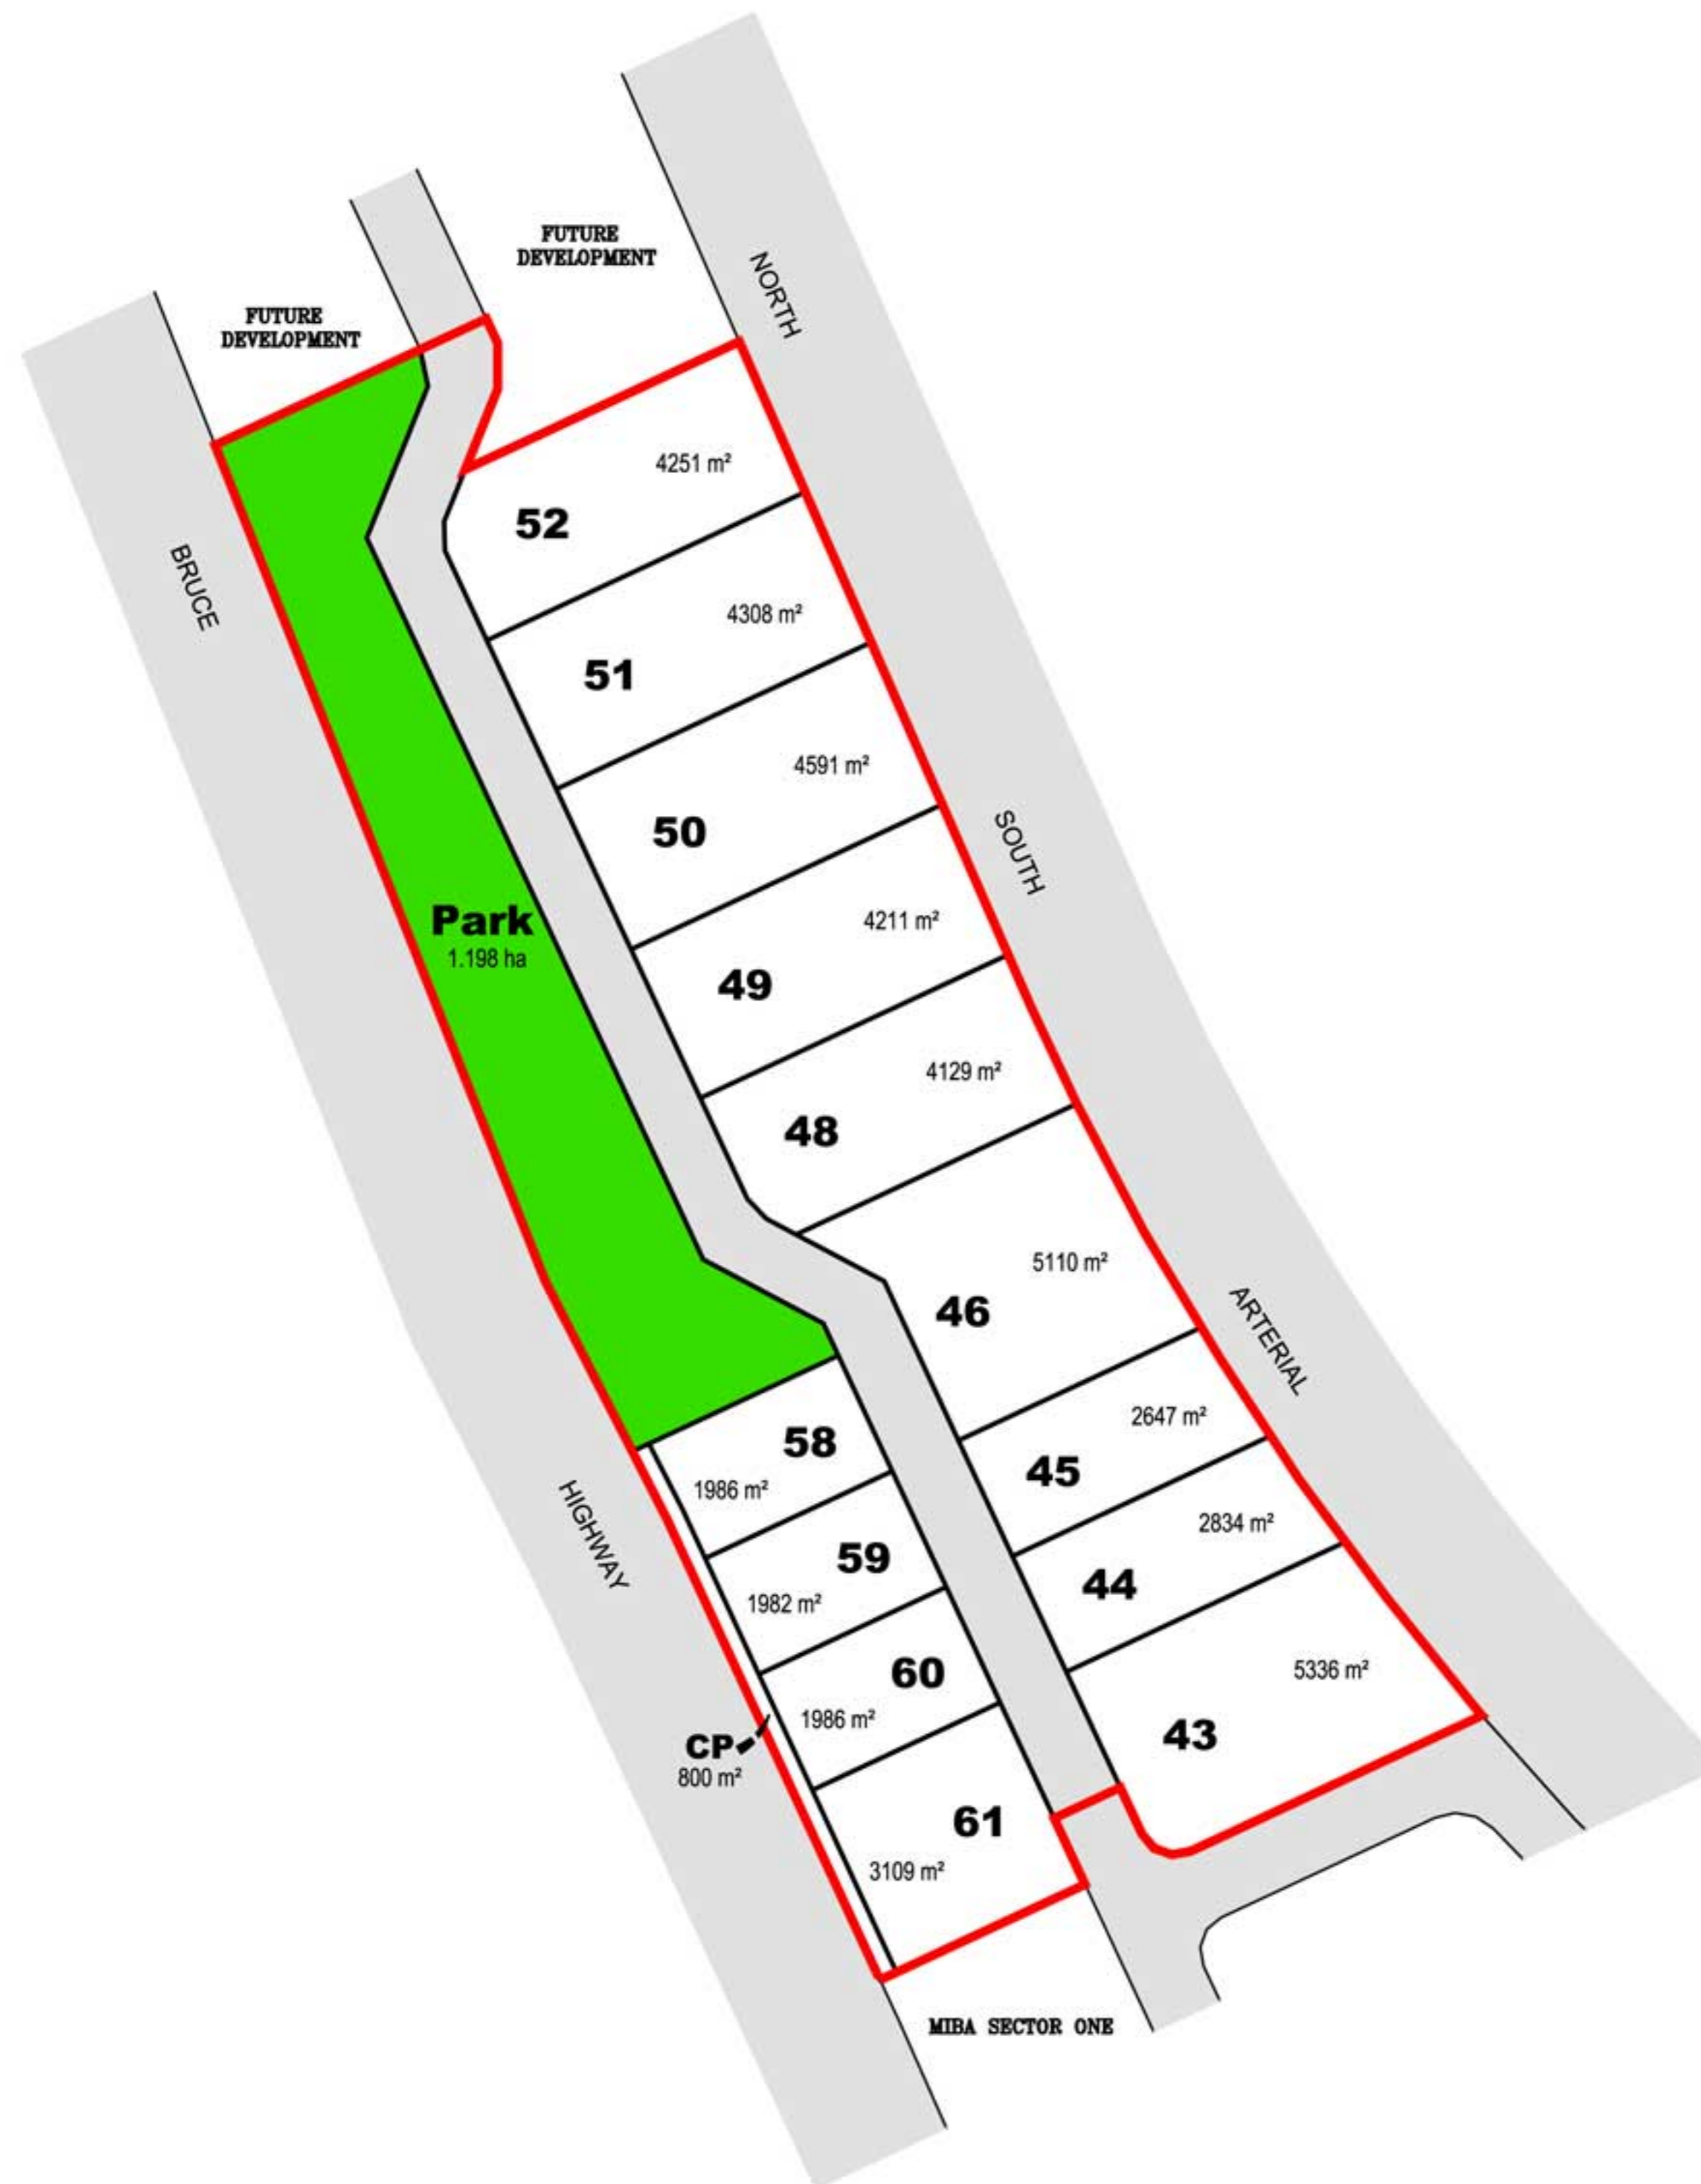 FUTURE
DEVELOPMENT
FUTURE
DEVELOPMENT
NORTH
4251 m²
52
BRUCE
4308 m²
51
4591 m²
50
SOUTH
Park
1.198 ha
4211 m²
49
4129 m²
48
5110 m²
46
ARTERIAL
2647 m²
45
58
1986 m²
HIGHWAY
2834 m²
44
59
1982 m²
5336 m²
43
60
1986 m²
CP
800 m²
61
3109 m²
MIBA SECTOR ONE